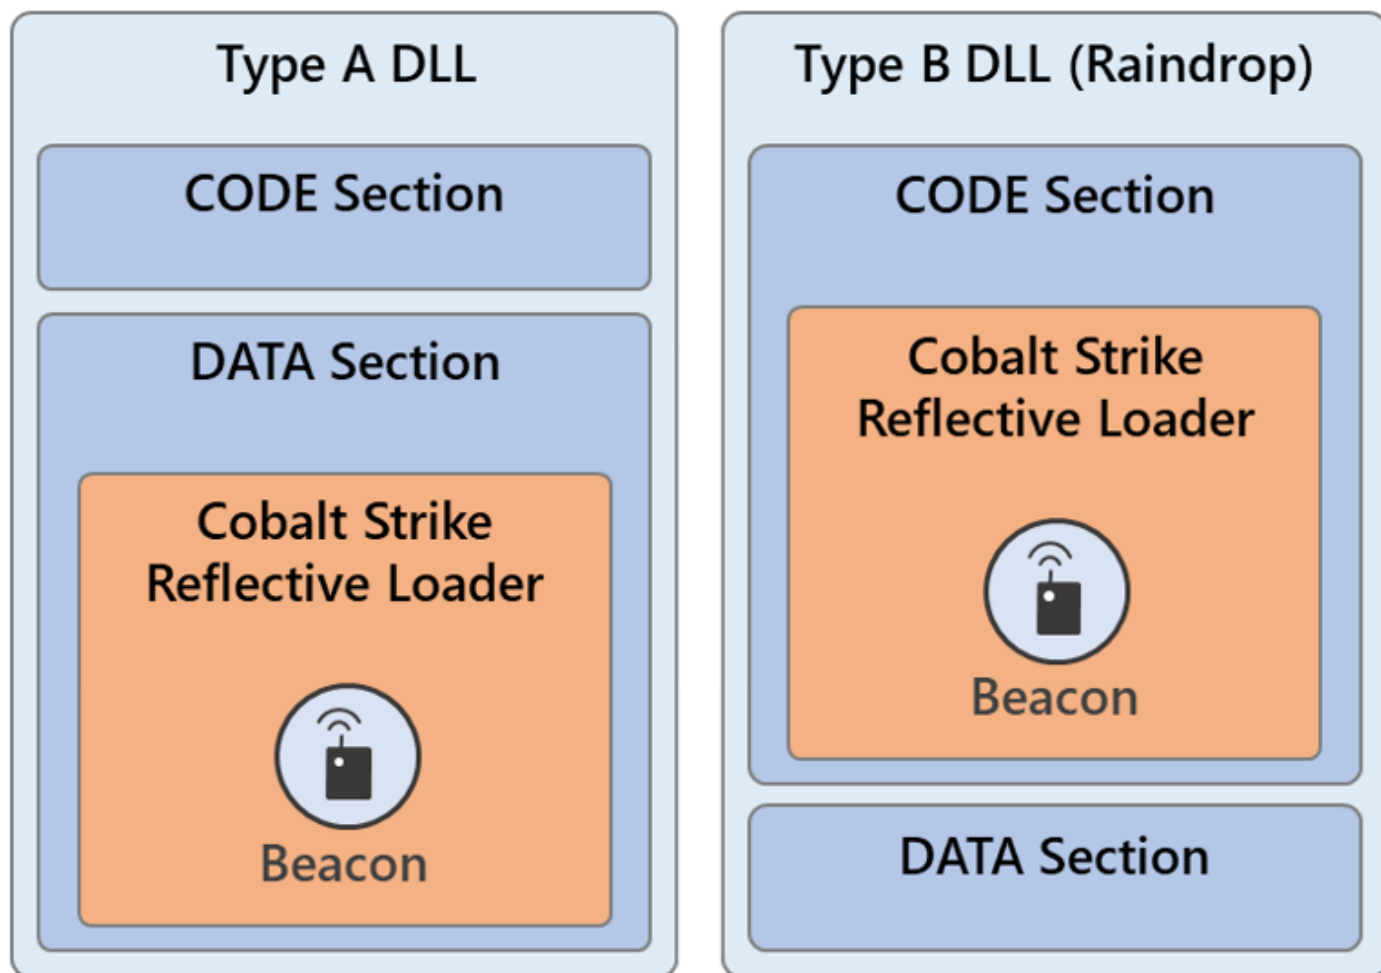 Type A DLL
CODE Section
DATA Section
Cobalt Strike
Reflective Loader
Beacon
Type B DLL (Raindrop)
CODE Section
Cobalt Strike
Reflective Loader
Beacon
DATA Section